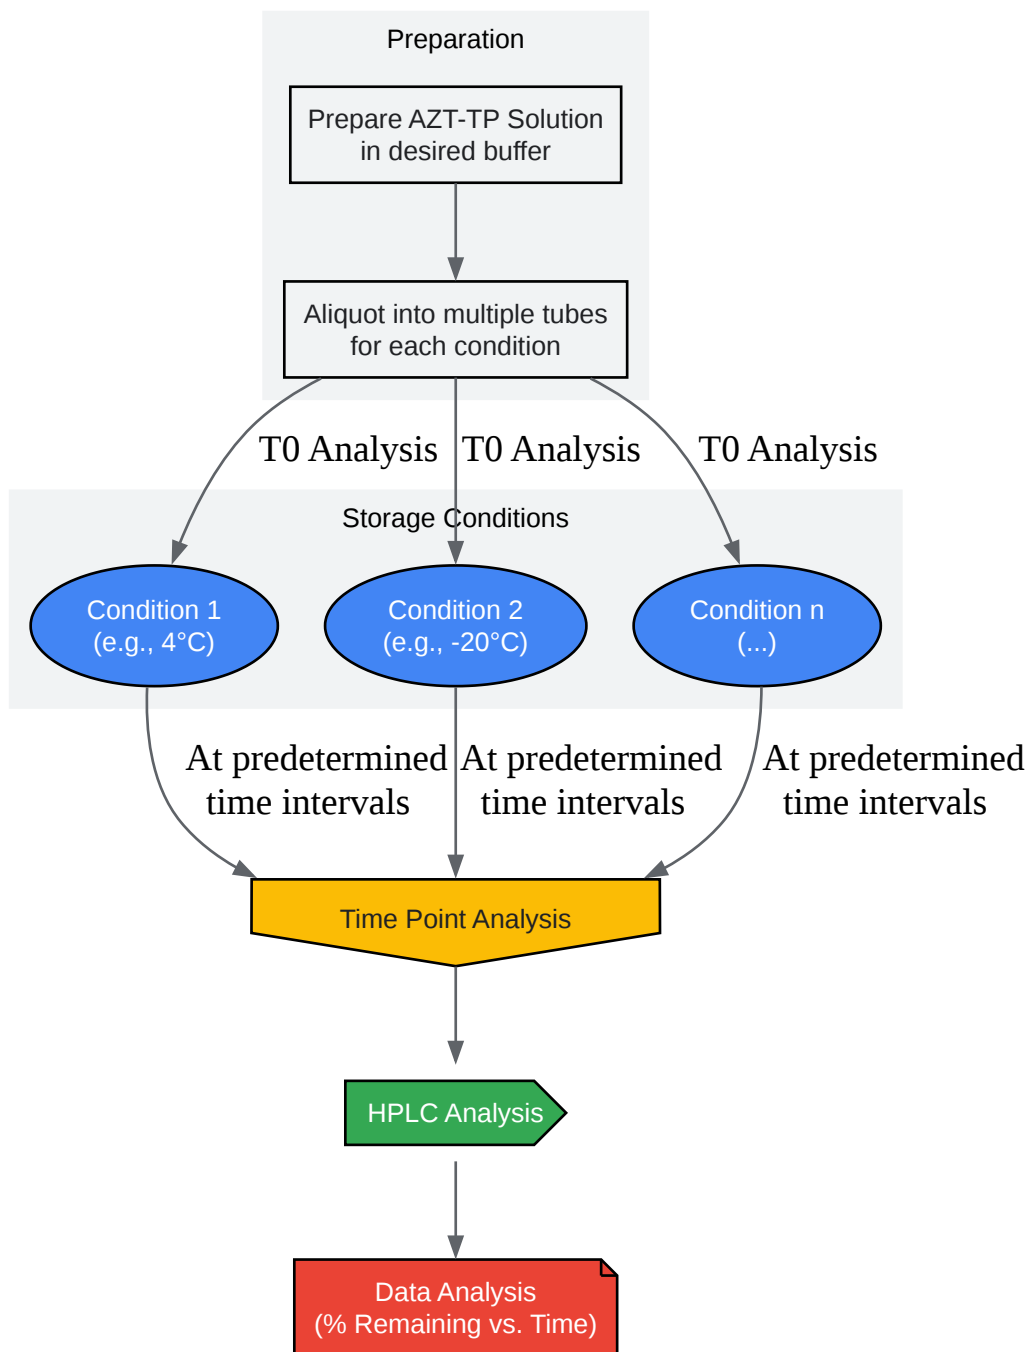 Preparation
Prepare AZT-TP Solution
in desired buffer
Aliquot into multiple tubes
for each condition
T0 Analysis
T0 Analysis
T0 Analysis
Storage Conditions
Condition 1
(e.g., 4°C)
Condition 2
(e.g., -20°C)
Condition n
(...)
At predetermined
time intervals
At predetermined
time intervals
At predetermined
time intervals
Time Point Analysis
HPLC Analysis
Data Analysis
(% Remaining vs. Time)